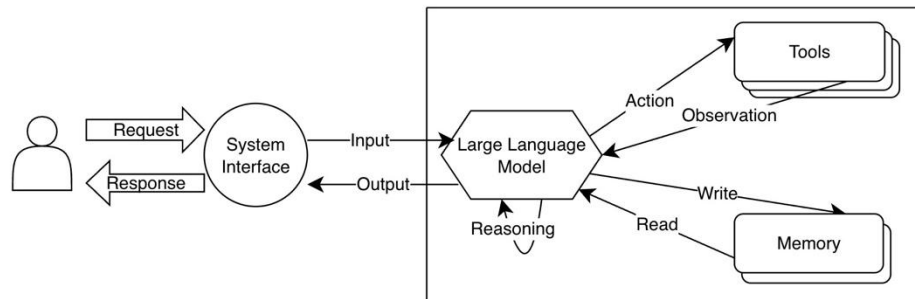 Request
Response
System
Interface
Input
Output
Large Language
Model
Reasoning
Action
Observation
Tools
Write
Read
Memory